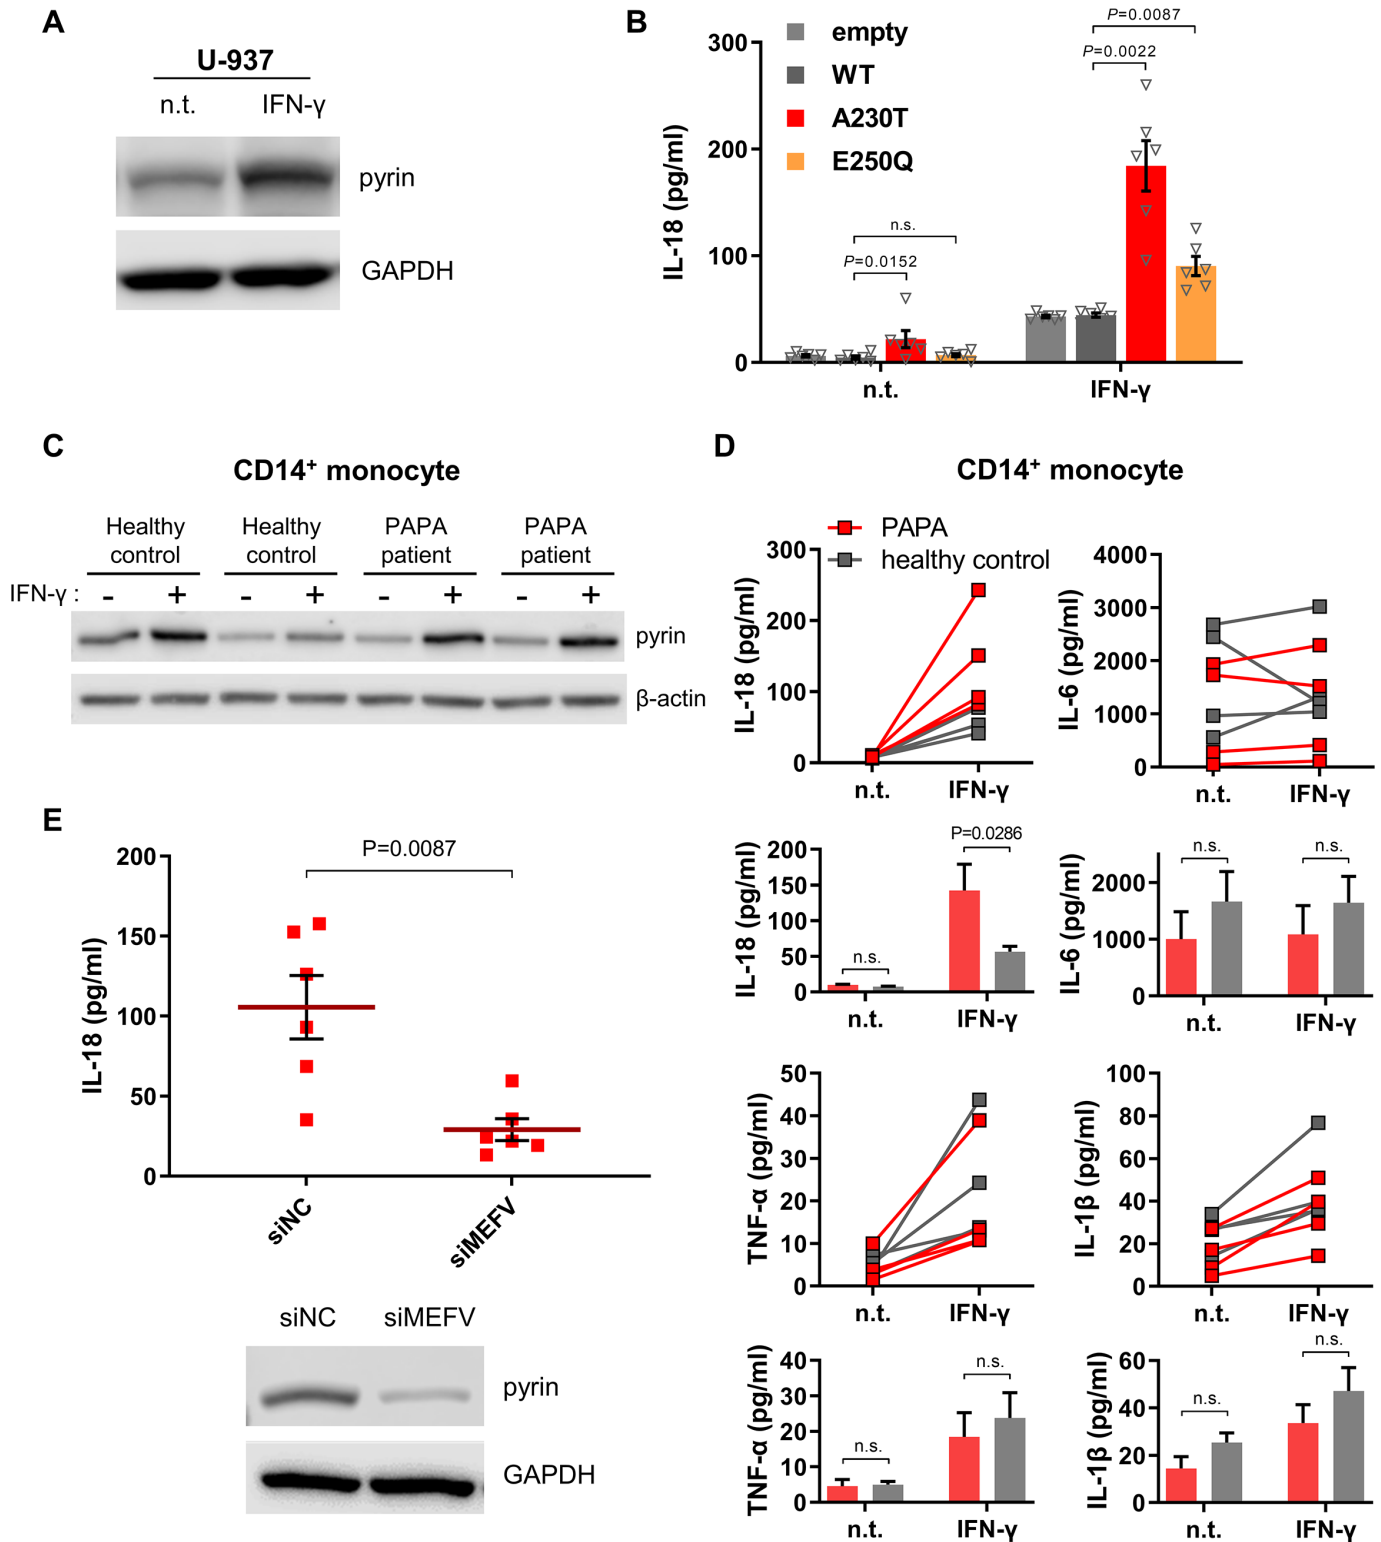 A
U-937
n.t. IFN-γ
pyrin
GAPDH
B
empty
WT
A230T
E250Q
IL-18 (pg/ml)
300
200
100
0
n.s.
P=0.0152
P=0.0087
P=0.0022
n.t. IFN-γ
C
CD14+ monocyte
Healthy control
Healthy control
PAPA patient
PAPA patient
IFN-γ : - + - + - + - +
pyrin
β-actin
D
CD14+ monocyte
PAPA
healthy control
IL-18 (pg/ml)
300
200
100
0
n.t. IFN-γ
IL-6 (pg/ml)
4000
3000
2000
1000
0
n.t. IFN-γ
IL-18 (pg/ml)
200
150
100
50
0
n.s.
P=0.0286
n.t. IFN-γ
IL-6 (pg/ml)
2000
1000
0
n.s.
n.s.
n.t. IFN-γ
TNF-α (pg/ml)
50
40
30
20
10
0
n.t. IFN-γ
IL-1β (pg/ml)
100
80
60
40
20
0
n.t. IFN-γ
TNF-α (pg/ml)
40
30
20
10
0
n.s.
n.s.
n.t. IFN-γ
IL-1β (pg/ml)
60
40
20
0
n.s.
n.s.
n.t. IFN-γ
E
IL-18 (pg/ml)
200
150
100
50
0
P=0.0087
siNC
siMEFV
siNC siMEFV
pyrin
GAPDH